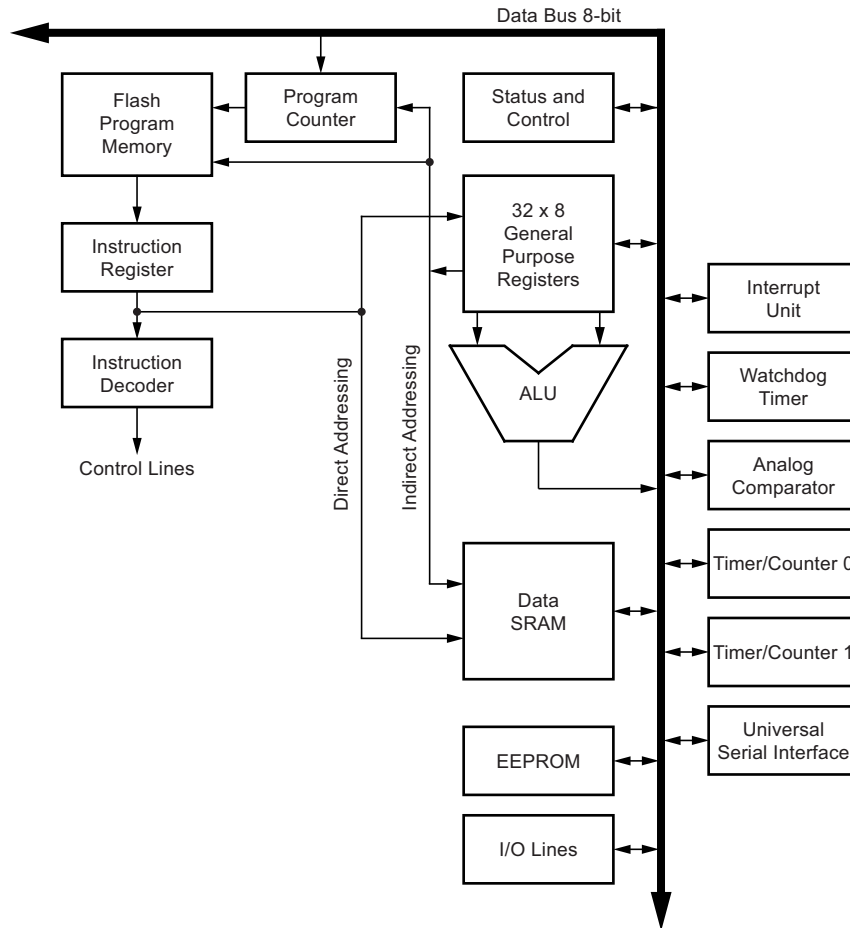 Data Bus 8-bit
Flash
Program
Memory
Program
Counter
Status and
Control
32 x 8
General
Purpose
Registers
Instruction
Register
Instruction
Decoder
Control Lines
Direct Addressing
Indirect Addressing
ALU
Interrupt
Unit
Watchdog
Timer
Analog
Comparator
Timer/Counter 0
Data
SRAM
Timer/Counter 1
Universal
Serial Interface
EEPROM
I/O Lines